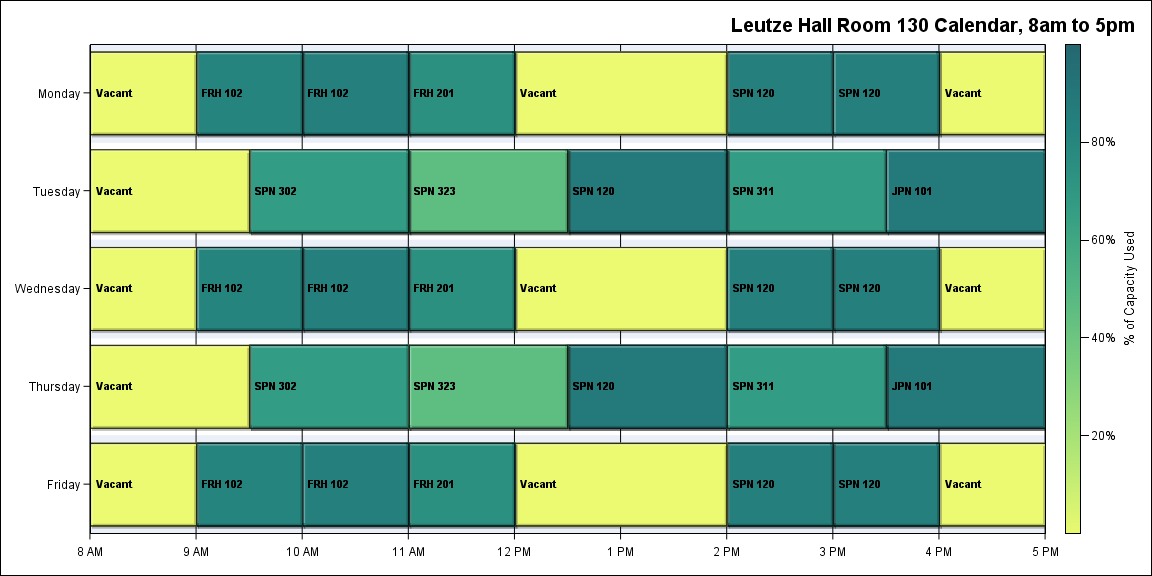 Leutze Hall Room 130 Calendar, 8am to 5pm
Monday
Vacant
FRH 102
FRH 102
FRH 201
Vacant
SPN 120
SPN 120
Vacant
Tuesday
Vacant
SPN 302
SPN 323
SPN 120
SPN 311
JPN 101
Wednesday
Vacant
FRH 102
FRH 102
FRH 201
Vacant
SPN 120
SPN 120
Vacant
Thursday
Vacant
SPN 302
SPN 323
SPN 120
SPN 311
JPN 101
Friday
Vacant
FRH 102
FRH 102
FRH 201
Vacant
SPN 120
SPN 120
Vacant
8 AM
9 AM
10 AM
11 AM
12 PM
1 PM
2 PM
3 PM
4 PM
5 PM
80%
60%
40%
20%
% of Capacity Used